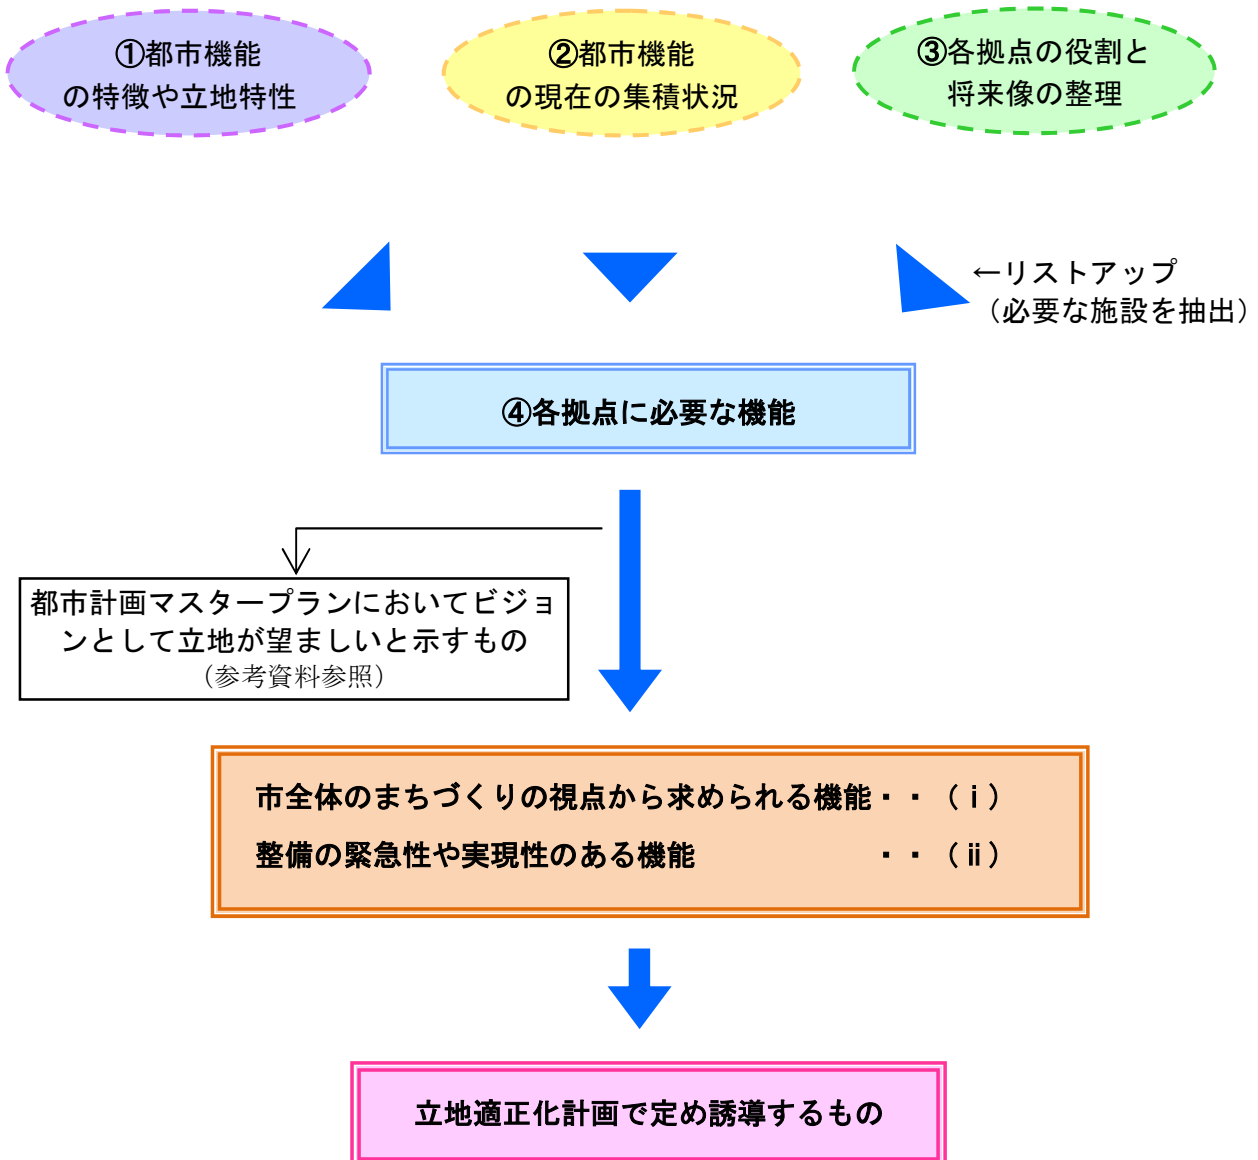 ①都市機能
の特徴や立地特性
②都市機能
の現在の集積状況
③各拠点の役割と
将来像の整理
←リストアップ
（必要な施設を抽出）
④各拠点に必要な機能
都市計画マスタープランにおいてビジョ
ンとして立地が望ましいと示すもの
（参考資料参照）
市全体のまちづくりの視点から求められる機能・・（ⅰ）
整備の緊急性や実現性のある機能　　　　　　・・（ⅱ）
立地適正化計画で定め誘導するもの